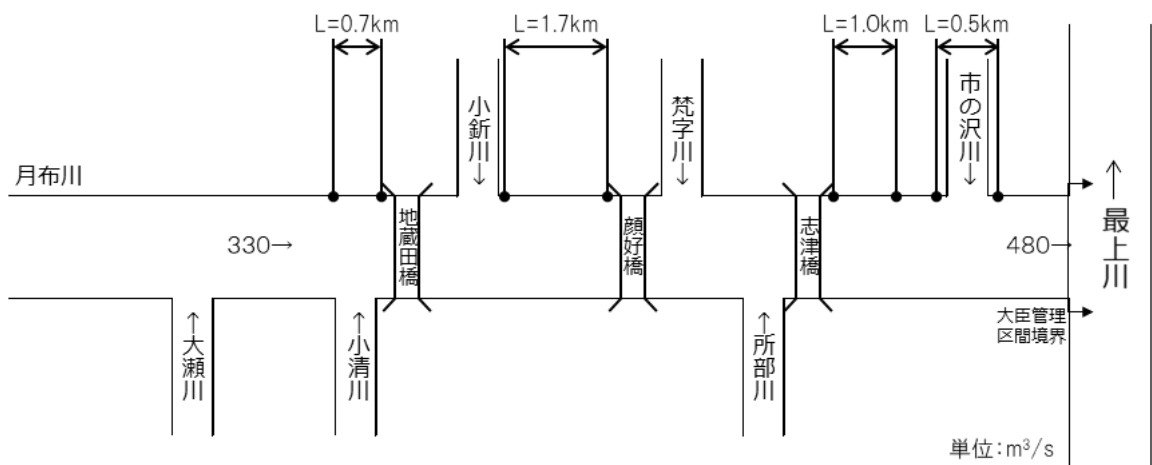 L=0.7km
L=1.7km
L=1.0km
L=0.5km
小釿川→
梵字川→
市の沢川→
月布川
330→
地蔵田橋
顔好橋
志津橋
480→
→最上川
大臣管理
区間境界
→大瀬川
→小清川
→所部川
単位:m³/s